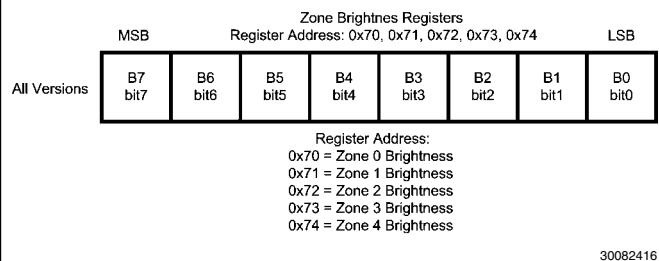 Zone Brightnes Registers
MSB Register Address: 0x70, 0x71, 0x72, 0x73, 0x74 LSB
All Versions B7 B6 B5 B4 B3 B2 B1 B0
bit7 bit6 bit5 bit4 bit3 bit2 bit1 bit0
Register Address:
0x70 = Zone 0 Brightness
0x71 = Zone 1 Brightness
0x72 = Zone 2 Brightness
0x73 = Zone 3 Brightness
0x74 = Zone 4 Brightness
30082416